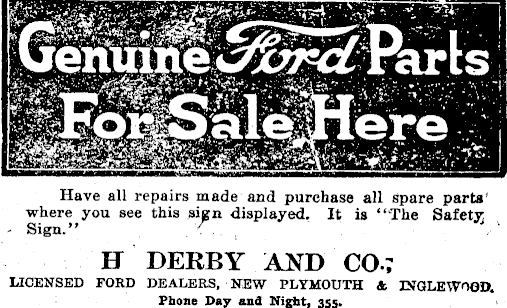 Genuine Ford Parts
For Sale Here
Have all repairs made and purchase all spare parts
where you see this sign displayed. It is "The Safety
Sign."
H DERBY AND CO.,
LICENSED FORD DEALERS, NEW PLYMOUTH & INGLEWOOD.
Phone Day and Night, 355.